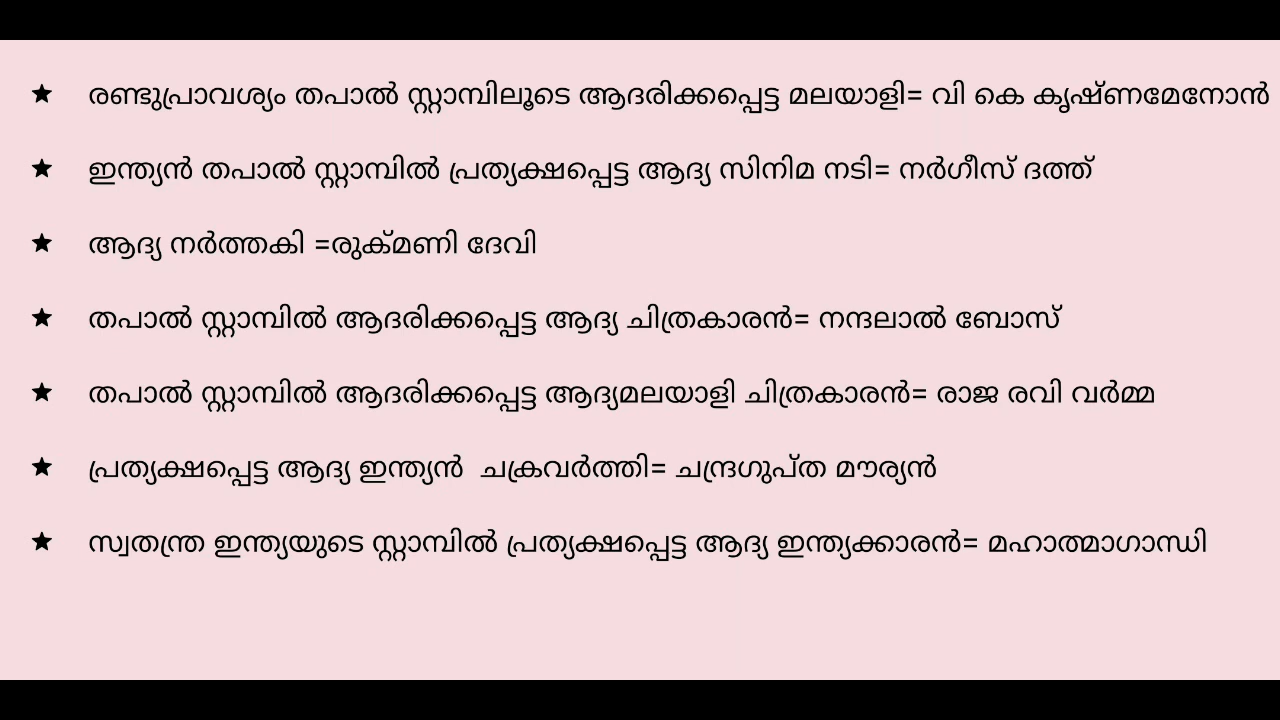 ★ രണ്ടുപ്രാവശ്യം തപാൽ സ്റ്റാമ്പിലൂടെ ആദരിക്കപ്പെട്ട മലയാളി= വി കെ കൃഷ്ണമേനോൻ
★ ഇന്ത്യൻ തപാൽ സ്റ്റാമ്പിൽ പ്രത്യക്ഷപ്പെട്ട ആദ്യ സിനിമ നടി= നർഗീസ് ദത്ത്
★ ആദ്യ നർത്തകി =രുക്മണി ദേവി
★ തപാൽ സ്റ്റാമ്പിൽ ആദരിക്കപ്പെട്ട ആദ്യ ചിത്രകാരൻ= നന്ദലാൽ ബോസ്
★ തപാൽ സ്റ്റാമ്പിൽ ആദരിക്കപ്പെട്ട ആദ്യമലയാളി ചിത്രകാരൻ= രാജ രവി വർമ്മ
★ പ്രത്യക്ഷപ്പെട്ട ആദ്യ ഇന്ത്യൻ  ചക്രവർത്തി= ചന്ദ്രഗുപ്ത മൗര്യൻ
★ സ്വതന്ത്ര ഇന്ത്യയുടെ സ്റ്റാമ്പിൽ പ്രത്യക്ഷപ്പെട്ട ആദ്യ ഇന്ത്യക്കാരൻ= മഹാത്മാഗാന്ധി